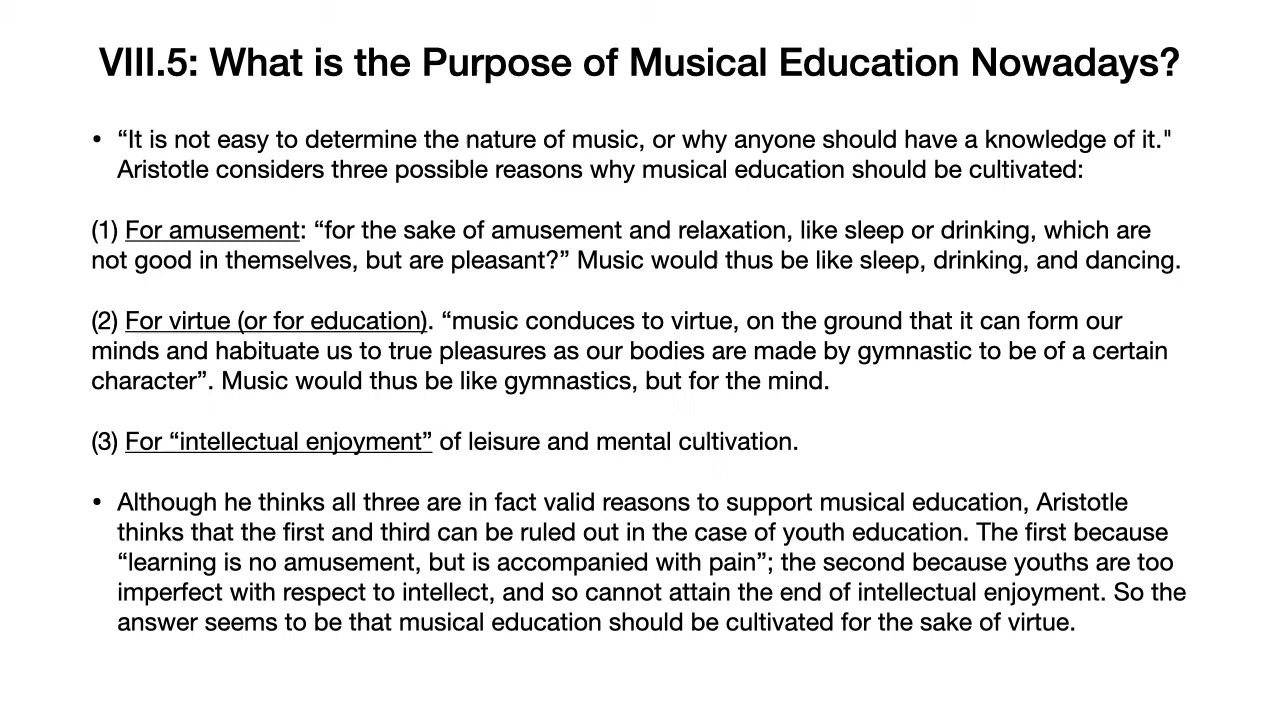 VIII.5: What is the Purpose of Musical Education Nowadays?
• “It is not easy to determine the nature of music, or why anyone should have a knowledge of it."
Aristotle considers three possible reasons why musical education should be cultivated:
(1) For amusement: “for the sake of amusement and relaxation, like sleep or drinking, which are
not good in themselves, but are pleasant?” Music would thus be like sleep, drinking, and dancing.
(2) For virtue (or for education). “music conduces to virtue, on the ground that it can form our
minds and habituate us to true pleasures as our bodies are made by gymnastic to be of a certain
character”. Music would thus be like gymnastics, but for the mind.
(3) For “intellectual enjoyment” of leisure and mental cultivation.
• Although he thinks all three are in fact valid reasons to support musical education, Aristotle
thinks that the first and third can be ruled out in the case of youth education. The first because
“learning is no amusement, but is accompanied with pain”; the second because youths are too
imperfect with respect to intellect, and so cannot attain the end of intellectual enjoyment. So the
answer seems to be that musical education should be cultivated for the sake of virtue.